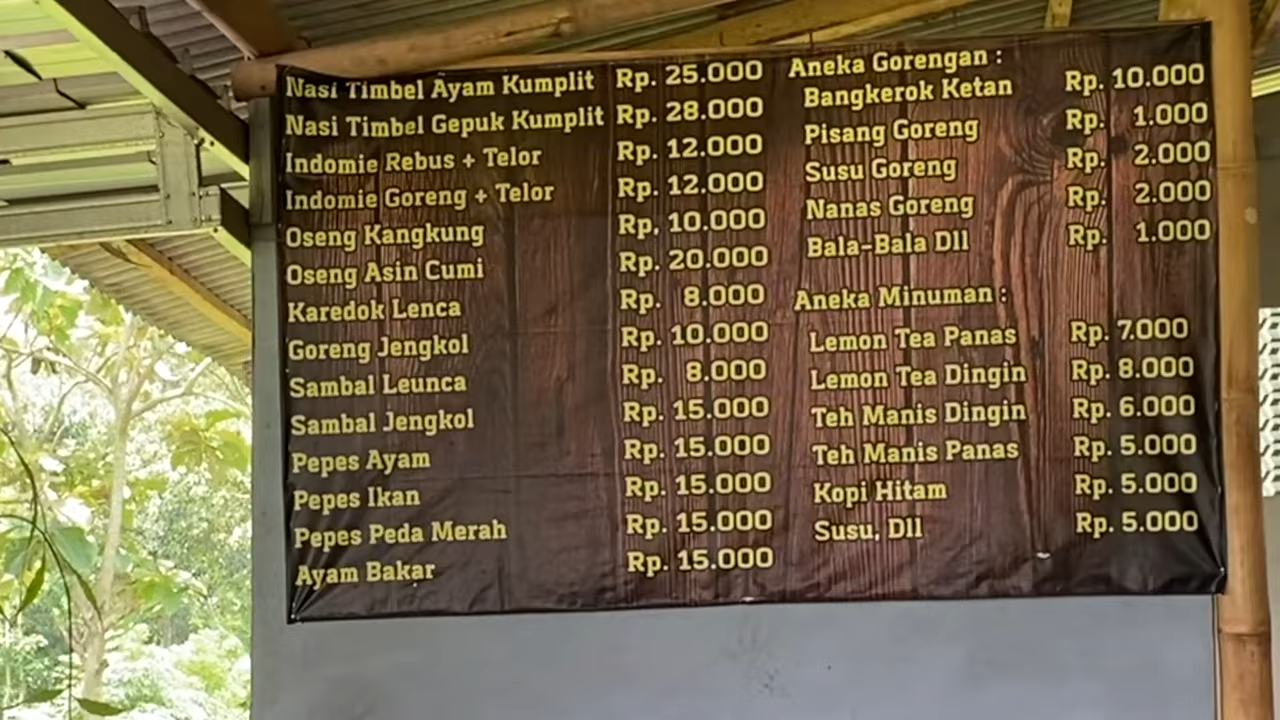 Nasi Timbel Ayam Kumplit Rp. 25.000
Nasi Timbel Gepuk Kumplit Rp. 28.000
Indomie Rebus + Telor Rp. 12.000
Indomie Goreng + Telor Rp. 12.000
Oseng Kangkung Rp. 10.000
Oseng Asin Cumi Rp. 20.000
Karedok Lenca Rp. 8.000
Goreng Jengkol Rp. 10.000
Sambal Leunca Rp. 8.000
Sambal Jengkol Rp. 15.000
Pepes Ayam Rp. 15.000
Pepes Ikan Rp. 15.000
Pepes Peda Merah Rp. 15.000
Ayam Bakar Rp. 15.000
Aneka Gorengan :
Bangkerok Ketan Rp. 10.000
Pisang Goreng Rp. 1.000
Susu Goreng Rp. 2.000
Nanas Goreng Rp. 2.000
Bala-Bala Dll Rp. 1.000
Aneka Minuman :
Lemon Tea Panas Rp. 7.000
Lemon Tea Dingin Rp. 8.000
Teh Manis Dingin Rp. 6.000
Teh Manis Panas Rp. 5.000
Kopi Hitam Rp. 5.000
Susu, Dll Rp. 5.000